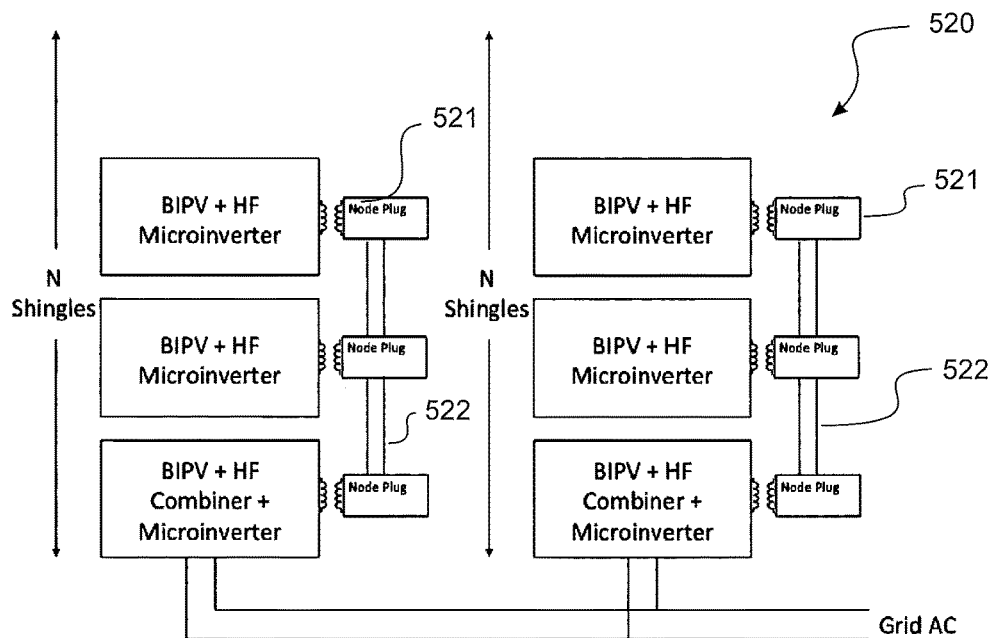 520
521
521
BIPV + HF
Microinverter
Node Plug
BIPV + HF
Microinverter
Node Plug
N
Shingles
N
Shingles
BIPV + HF
Microinverter
Node Plug
BIPV + HF
Microinverter
Node Plug
522
522
BIPV + HF
Combiner +
Microinverter
Node Plug
BIPV + HF
Combiner +
Microinverter
Node Plug
Grid AC